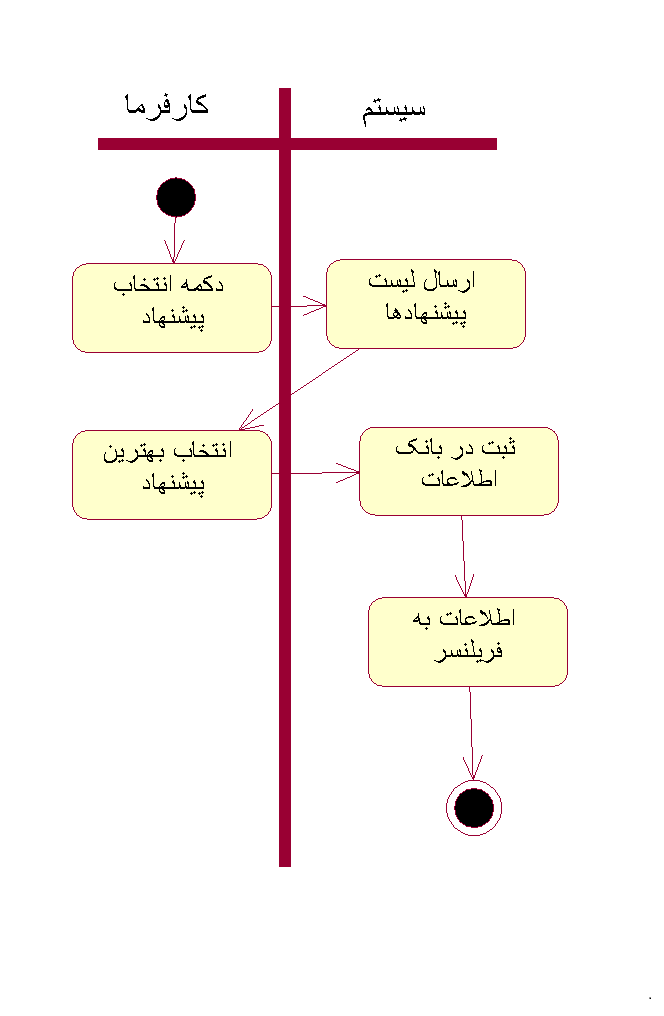 کارفرما
سیستم
دکمه انتخاب
پیشنهاد
ارسال لیست
پیشنهادها
انتخاب بهترین
پیشنهاد
ثبت در بانک
اطلاعات
اطلاعات به
فریلنسر
.